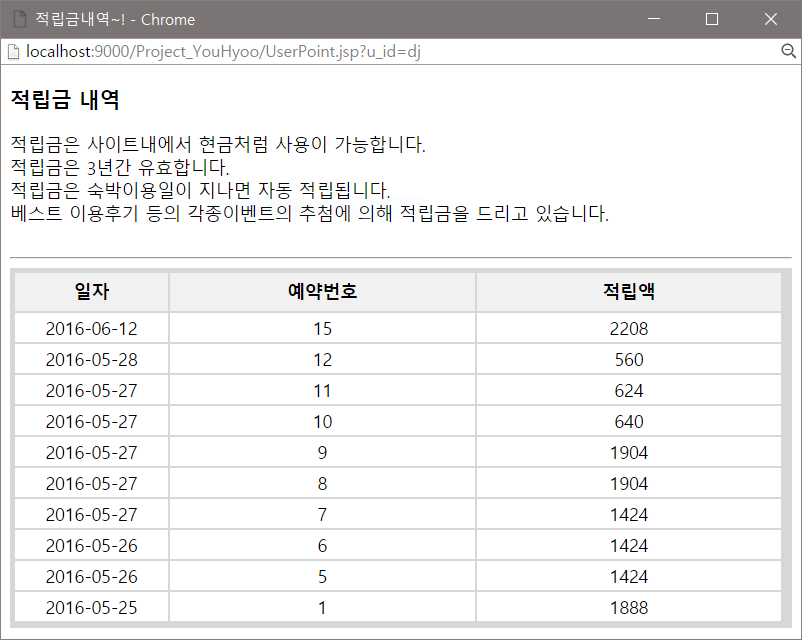 적립금내역~! - Chrome
localhost:9000/Project_YouHyoo/UserPoint.jsp?u_id=dj
적립금 내역
적립금은 사이트내에서 현금처럼 사용이 가능합니다.
적립금은 3년간 유효합니다.
적립금은 숙박이용일이 지나면 자동 적립됩니다.
베스트 이용후기 등의 각종이벤트의 추첨에 의해 적립금을 드리고 있습니다.
일자 예약번호 적립액
2016-06-12 15 2208
2016-05-28 12 560
2016-05-27 11 624
2016-05-27 10 640
2016-05-27 9 1904
2016-05-27 8 1904
2016-05-27 7 1424
2016-05-26 6 1424
2016-05-26 5 1424
2016-05-25 1 1888